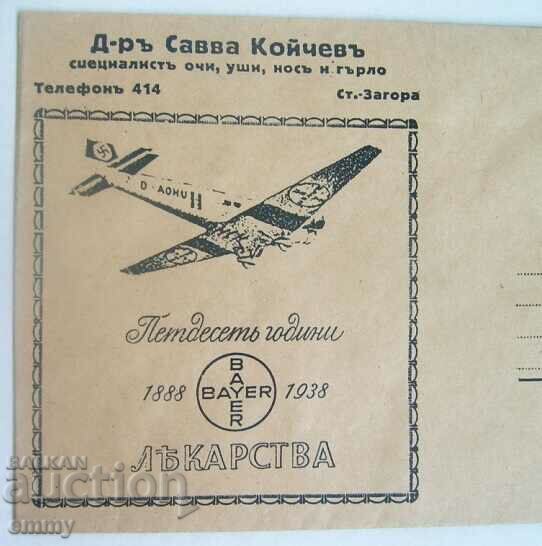 Д-ръ Савва Койчевъ
специалистъ очи, уши, носъ и гърло
Телефонъ 414 Ст.-Загора
D-AOHU
Петдесеть години
1888 BAYER BAYER 1938
ЛѢКАРСТВА
BALKAN
auction
emmy